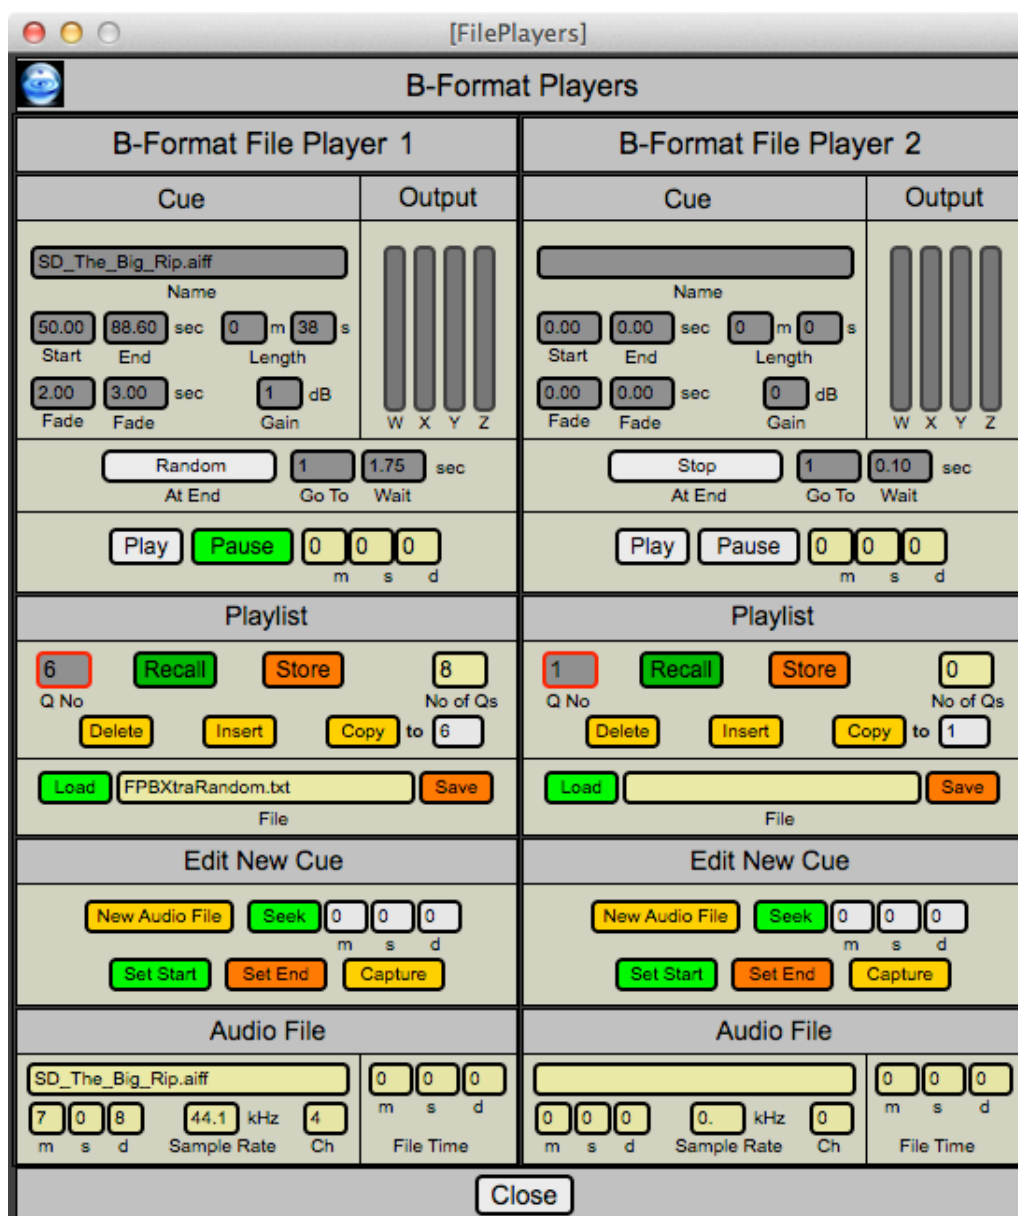 [FilePlayers]
B-Format Players
B-Format File Player 1
Cue
Output
SD_The_Big_Rip.aiff
Name
50.00 88.60 sec 0 m 38 s
Start End Length
2.00 3.00 sec 1 dB
Fade Fade Gain
W X Y Z
Random 1 1.75 sec
At End Go To Wait
Play Pause 0 0 0
m s d
Playlist
6 Recall Store 8
Q No No of Qs
Delete Insert Copy to 6
Load FPBXtraRandom.txt Save
File
Edit New Cue
New Audio File Seek 0 0 0
m s d
Set Start Set End Capture
Audio File
SD_The_Big_Rip.aiff
7 0 8 44.1 kHz 4
m s d Sample Rate Ch
0 0 0
m s d
File Time
B-Format File Player 2
Cue
Output
Name
0.00 0.00 sec 0 m 0 s
Start End Length
0.00 0.00 sec 0 dB
Fade Fade Gain
W X Y Z
Stop 1 0.10 sec
At End Go To Wait
Play Pause 0 0 0
m s d
Playlist
1 Recall Store 0
Q No No of Qs
Delete Insert Copy to 1
Load Save
File
Edit New Cue
New Audio File Seek 0 0 0
m s d
Set Start Set End Capture
Audio File
0 0 0 0. kHz 0
m s d Sample Rate Ch
0 0 0
m s d
File Time
Close